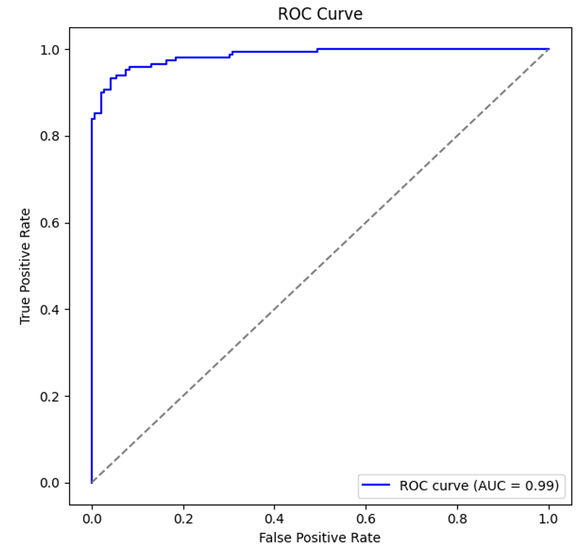 ROC Curve
1.0
0.8
0.6
0.4
0.2
0.0
True Positive Rate
ROC curve (AUC = 0.99)
0.0 0.2 0.4 0.6 0.8 1.0
False Positive Rate